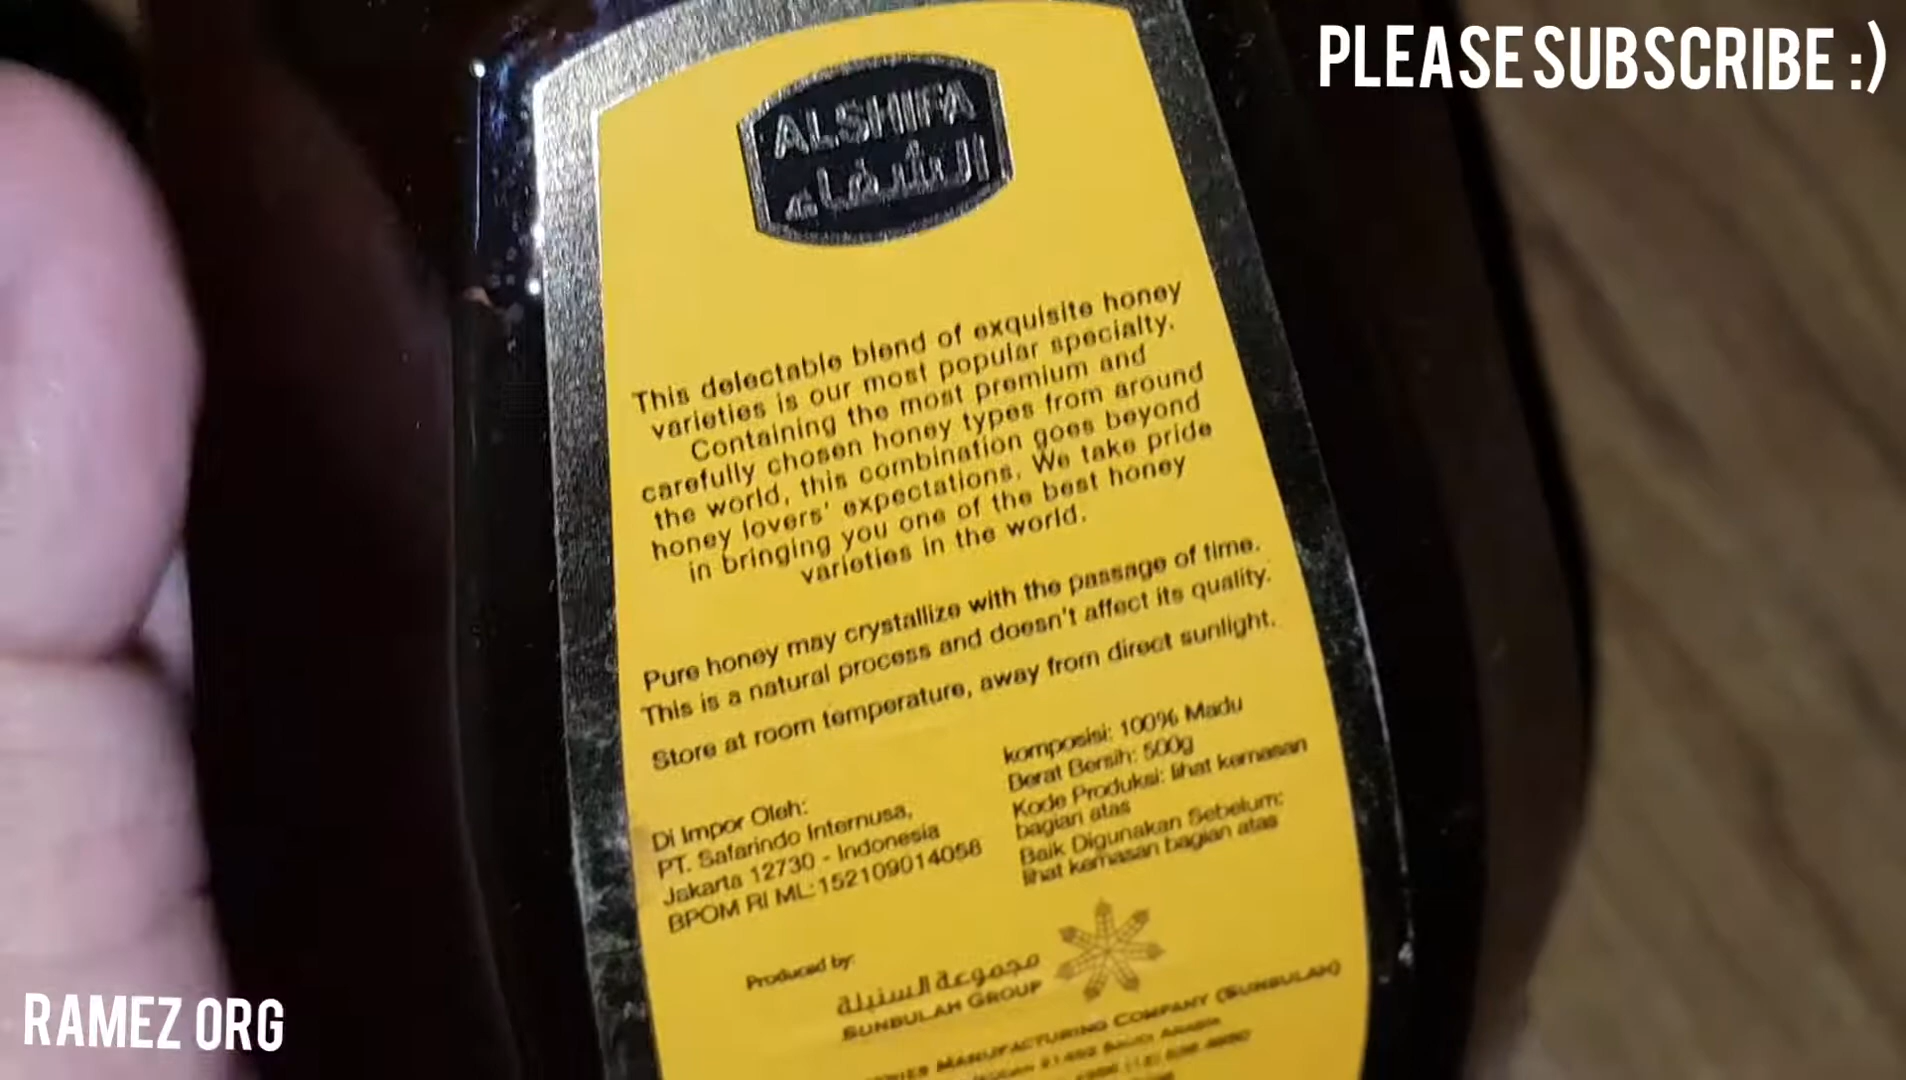 PLEASE SUBSCRIBE :)
ALSHIFA
الشفاء
This delectable blend of exquisite honey
varieties is our most popular specialty.
Containing the most premium and
carefully chosen honey types from around
the world, this combination goes beyond
honey lovers' expectations. We take pride
in bringing you one of the best honey
varieties in the world.
Pure honey may crystallize with the passage of time.
This is a natural process and doesn't affect its quality.
Store at room temperature, away from direct sunlight.
Di Impor Oleh:
PT. Safarindo Internusa,
Jakarta 12730 - Indonesia
BPOM RI ML: 152109014058
komposisi: 100% Madu
Berat Bersih: 500g
Kode Produksi: lihat kemasan
bagian atas
Baik Digunakan Sebelum:
lihat kemasan bagian atas
Produced by:
مجموعة السنبلة
SUNBULAH GROUP
MANUFACTURING COMPANY (SUNBULAH)
21492 SAUDI ARABIA
RAMEZ ORG